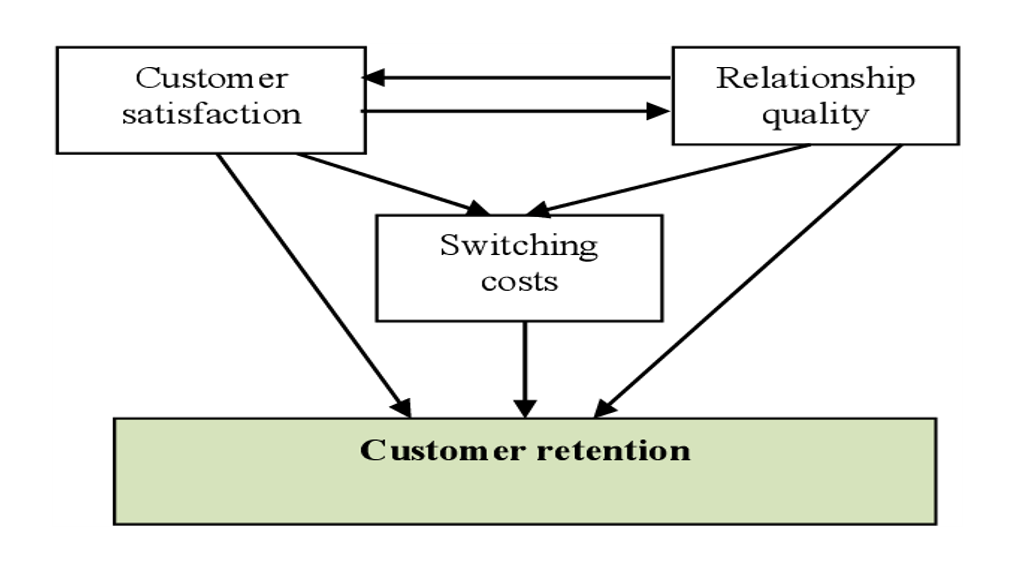 Customer
satisfaction
Relationship
quality
Switching
costs
Customer retention